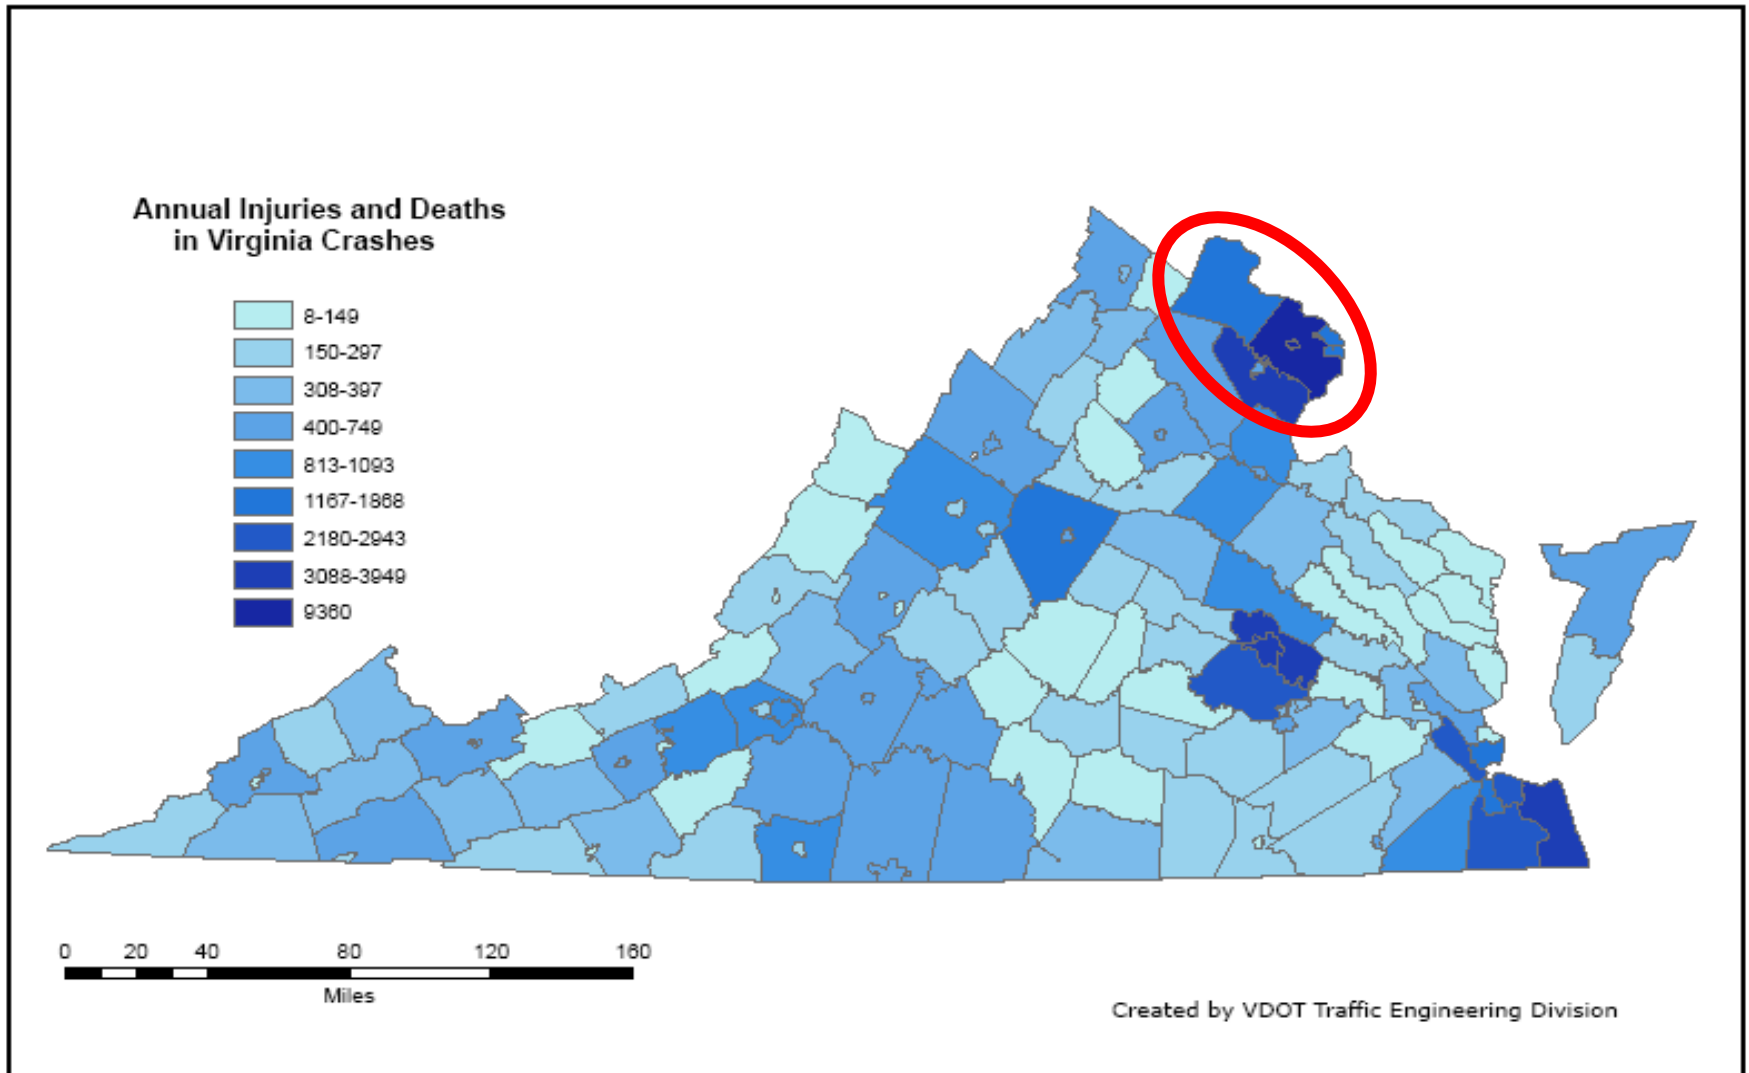 Annual Injuries and Deaths
in Virginia Crashes
8-149
150-297
308-397
400-749
813-1093
1167-1868
2180-2943
3088-3949
9360
0 20 40 80 120 160
Miles
Created by VDOT Traffic Engineering Division